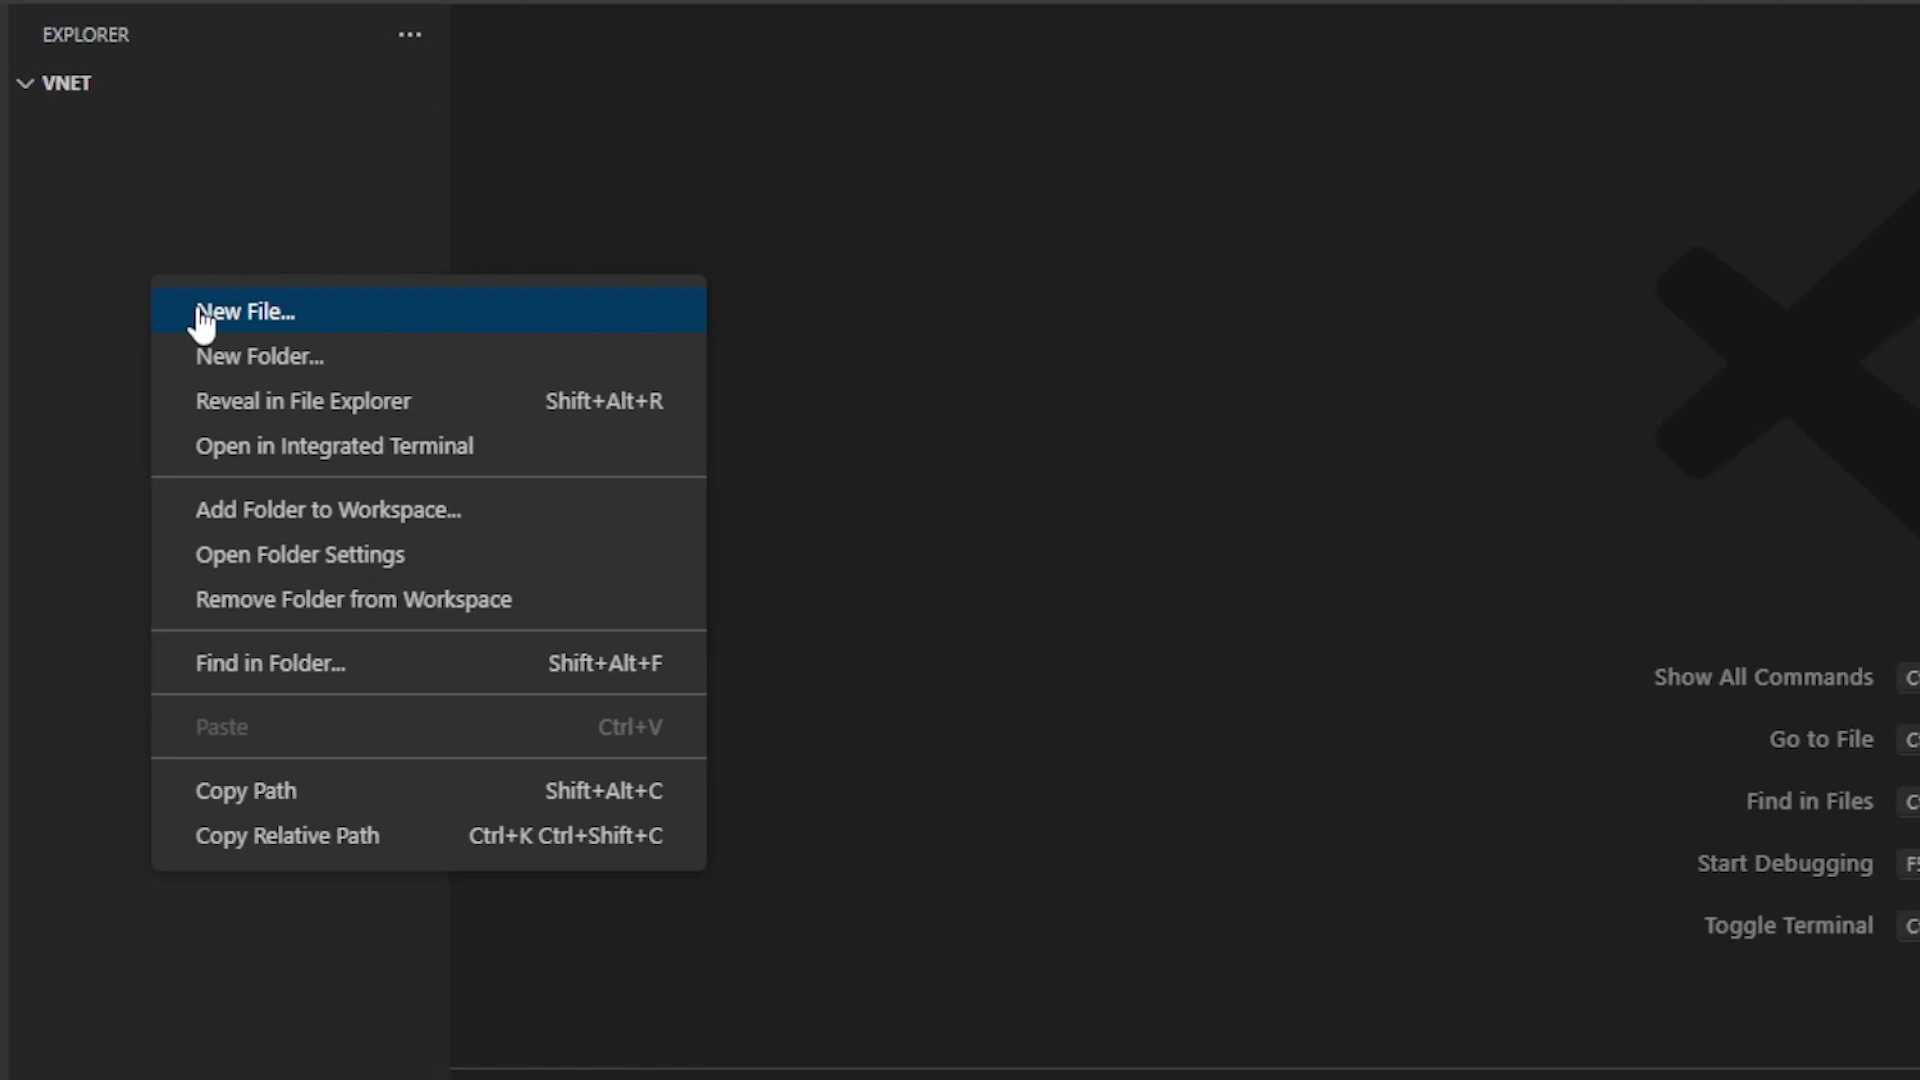 EXPLORER
VNET
New File...
New Folder...
Reveal in File Explorer Shift+Alt+R
Open in Integrated Terminal
Add Folder to Workspace...
Open Folder Settings
Remove Folder from Workspace
Find in Folder... Shift+Alt+F
Paste Ctrl+V
Copy Path Shift+Alt+C
Copy Relative Path Ctrl+K Ctrl+Shift+C
Show All Commands
Go to File
Find in Files
Start Debugging
Toggle Terminal